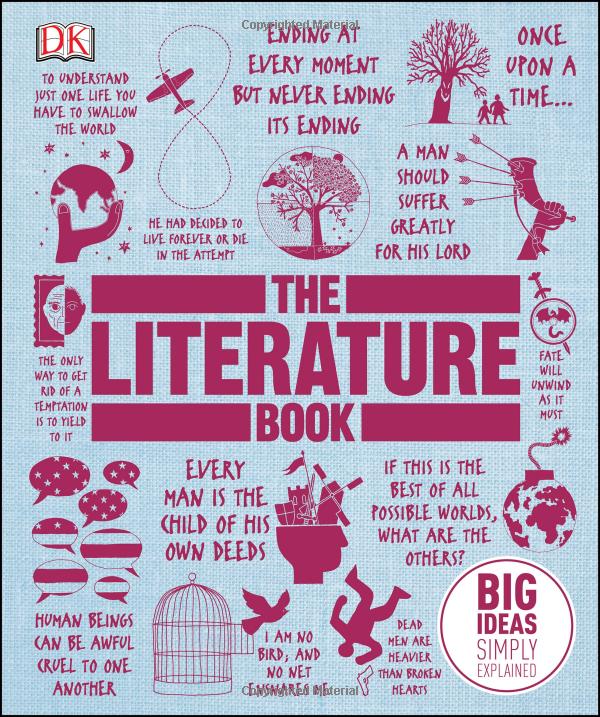 Copyrighted Material
DK
TO UNDERSTAND
JUST ONE LIFE YOU
HAVE TO SWALLOW
THE WORLD
ENDING AT
EVERY MOMENT
BUT NEVER ENDING
ITS ENDING
ONCE
UPON A
TIME...
HE HAD DECIDED TO
LIVE FOREVER OR DIE
IN THE ATTEMPT
A MAN
SHOULD
SUFFER
GREATLY
FOR HIS LORD
THE
LITERATURE
BOOK
THE ONLY
WAY TO GET
RID OF A
TEMPTATION
IS TO YIELD
TO IT
FATE
WILL
UNWIND
AS IT
MUST
EVERY
MAN IS THE
CHILD OF HIS
OWN DEEDS
IF THIS IS THE
BEST OF ALL
POSSIBLE WORLDS,
WHAT ARE THE
OTHERS?
HUMAN BEINGS
CAN BE AWFUL
CRUEL TO ONE
ANOTHER
I AM NO
BIRD; AND
NO NET
ENSNARES ME
DEAD
MEN ARE
HEAVIER
THAN BROKEN
HEARTS
BIG
IDEAS
SIMPLY
EXPLAINED
Copyrighted Material